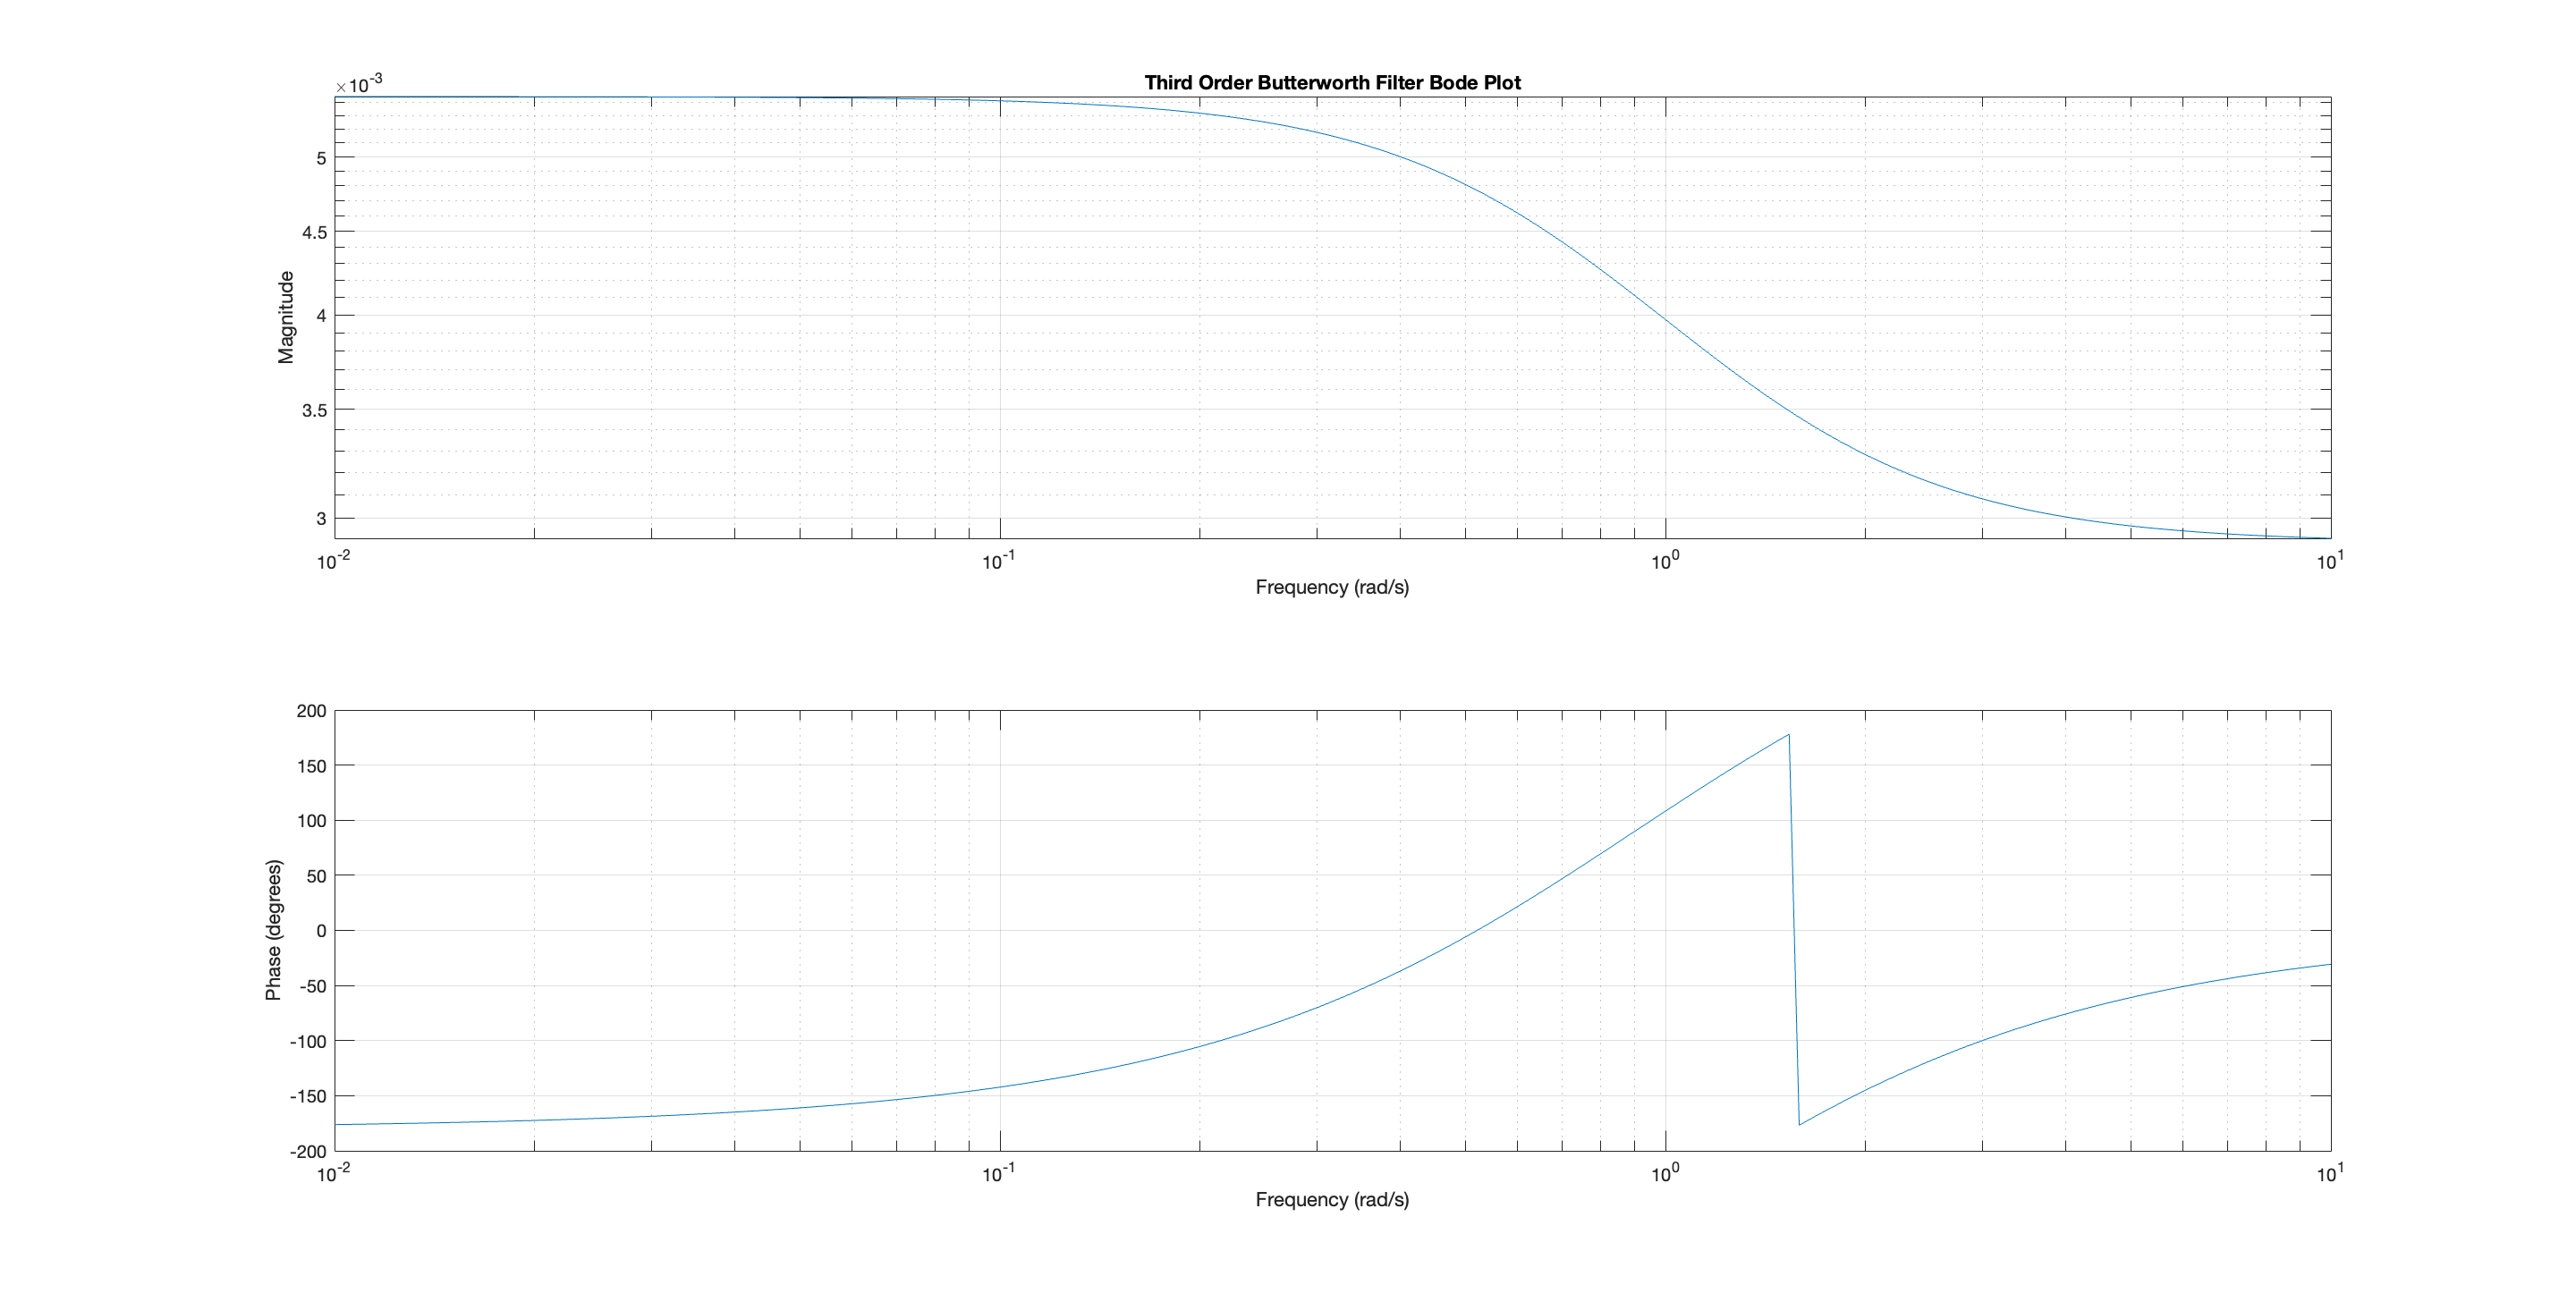 Third Order Butterworth Filter Bode Plot
×10^-3
5
4.5
4
3.5
3
Magnitude
10^-2 10^-1 10^0 10^1
Frequency (rad/s)
200
150
100
50
0
-50
-100
-150
-200
Phase (degrees)
10^-2 10^-1 10^0 10^1
Frequency (rad/s)